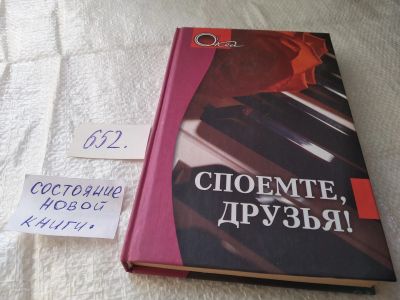 Ока
652.
СПОЕМТЕ,
ДРУЗЬЯ!
состояние
новой
книги.